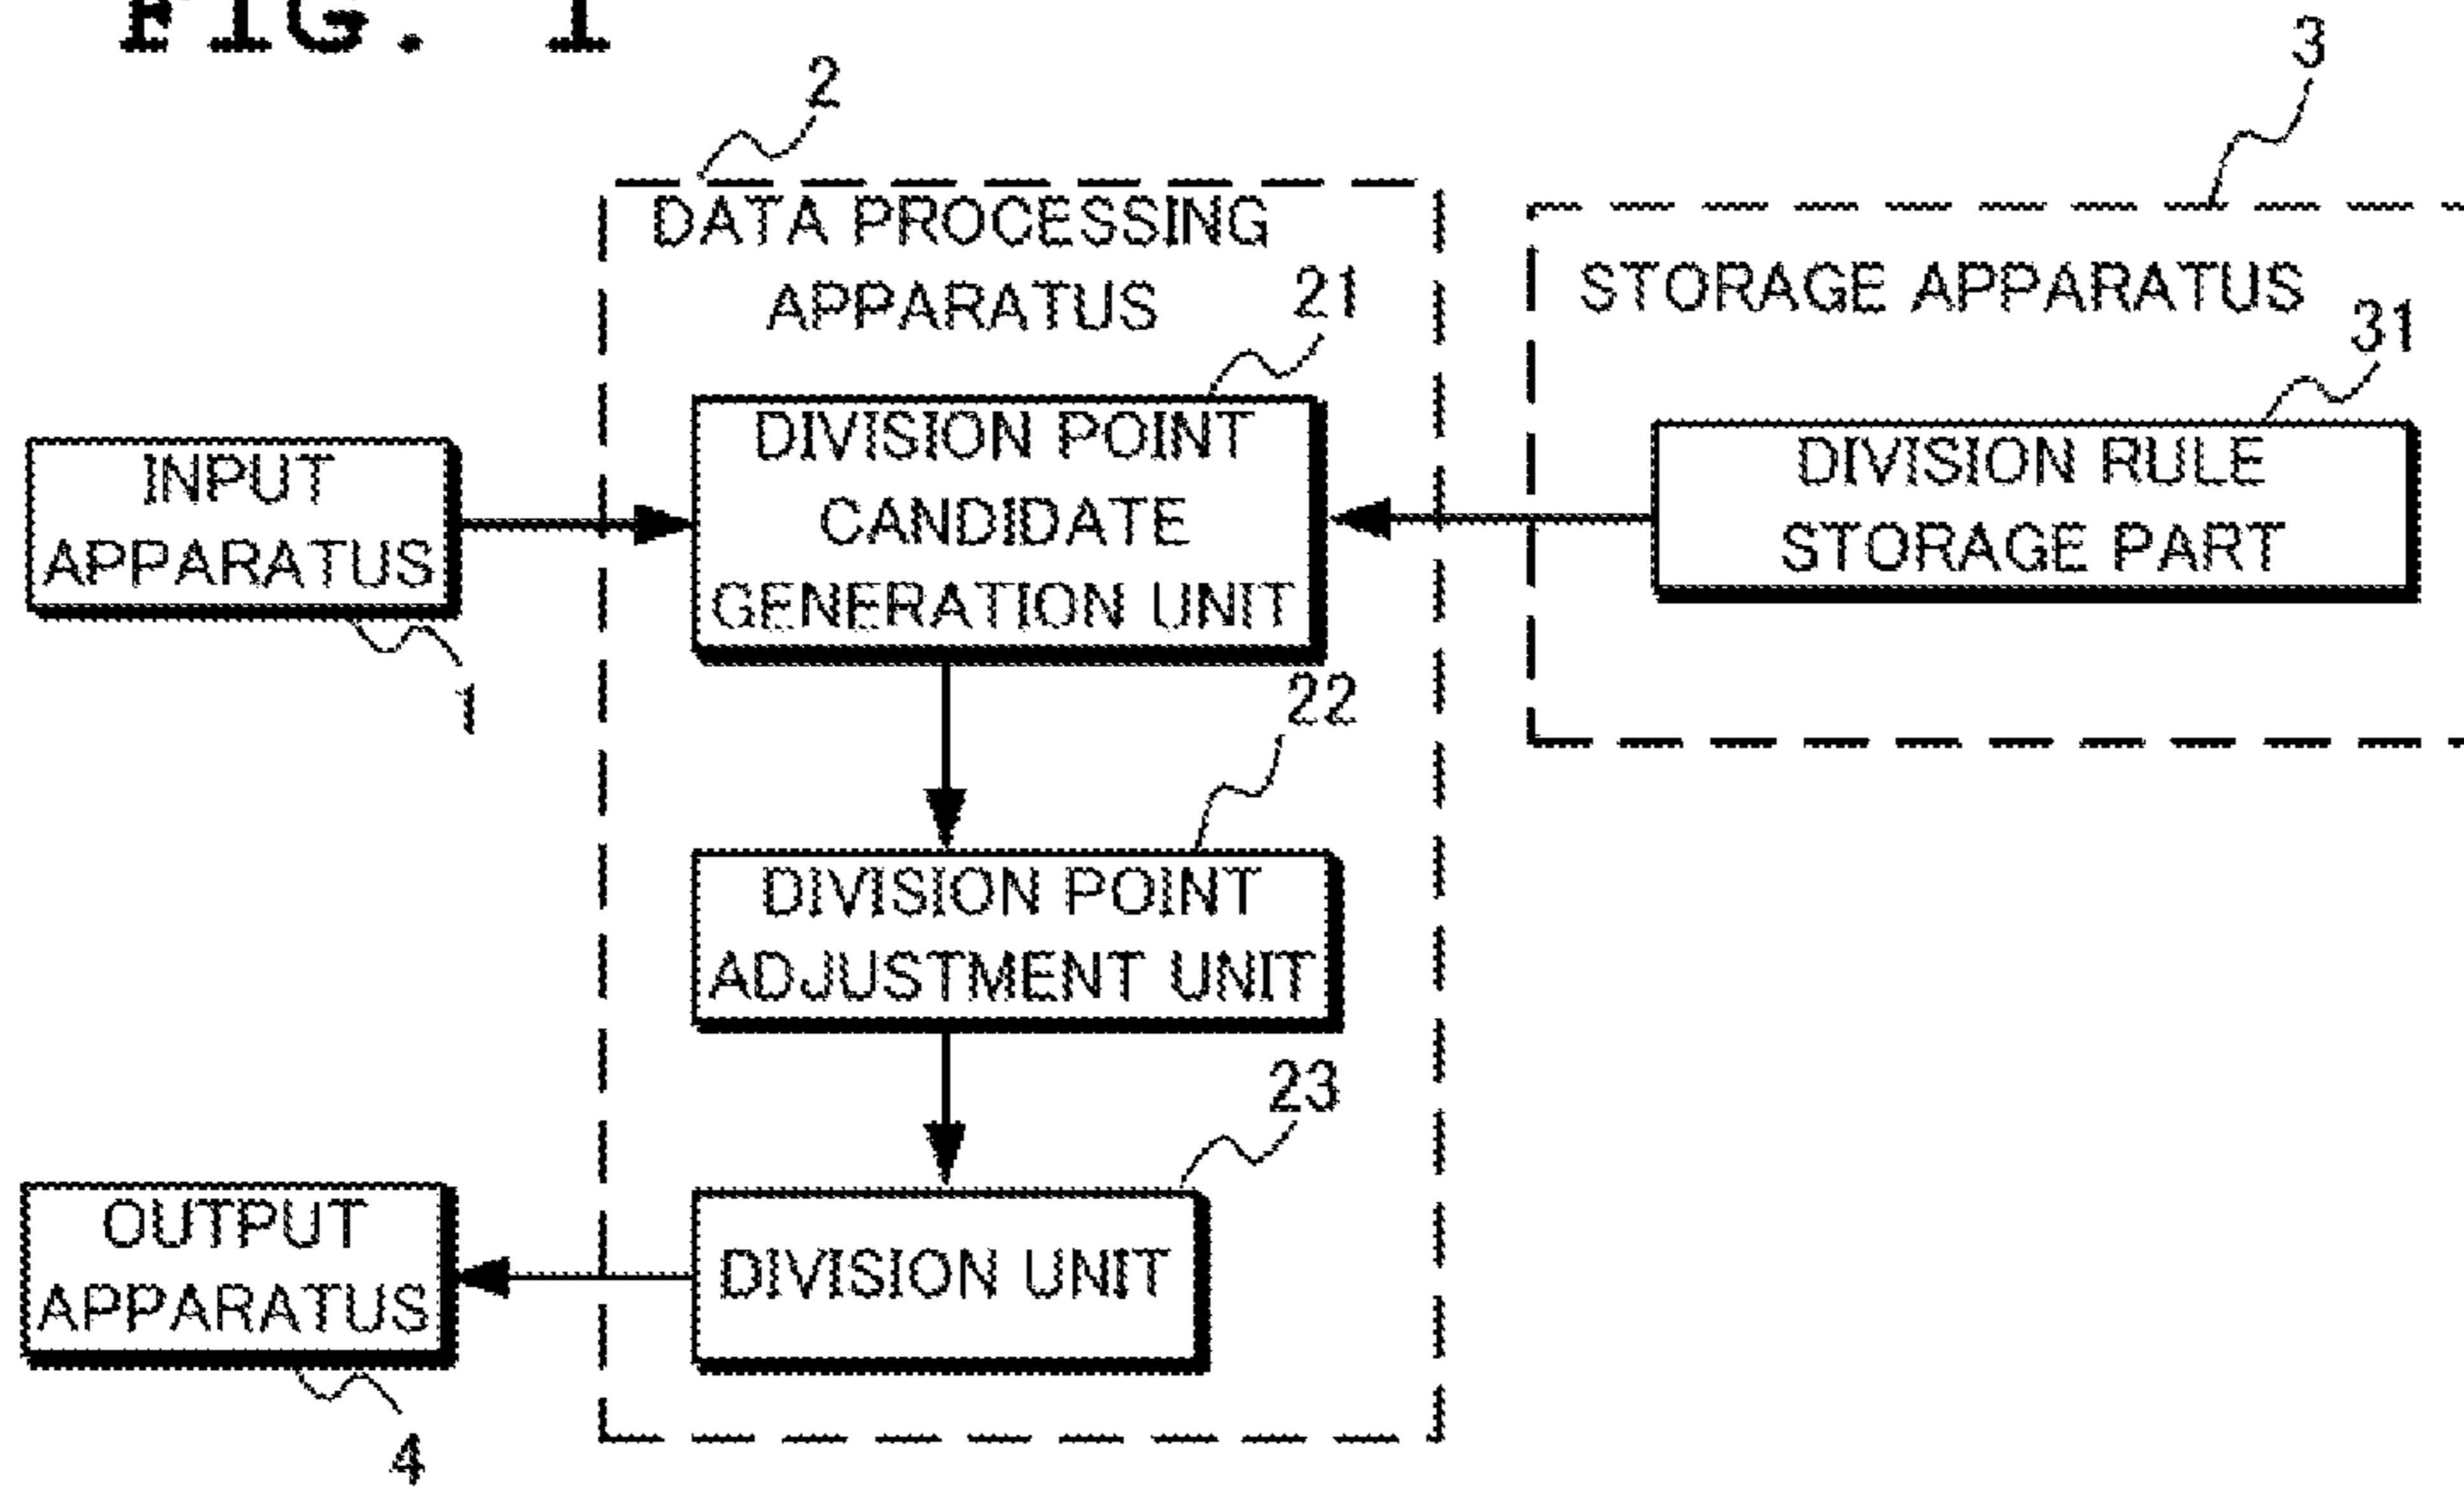 FIG. 1
2
3
DATA PROCESSING
APPARATUS
21
STORAGE APPARATUS
31
INPUT
APPARATUS
1
DIVISION POINT
CANDIDATE
GENERATION UNIT
DIVISION RULE
STORAGE PART
22
DIVISION POINT
ADJUSTMENT UNIT
23
DIVISION UNIT
OUTPUT
APPARATUS
4